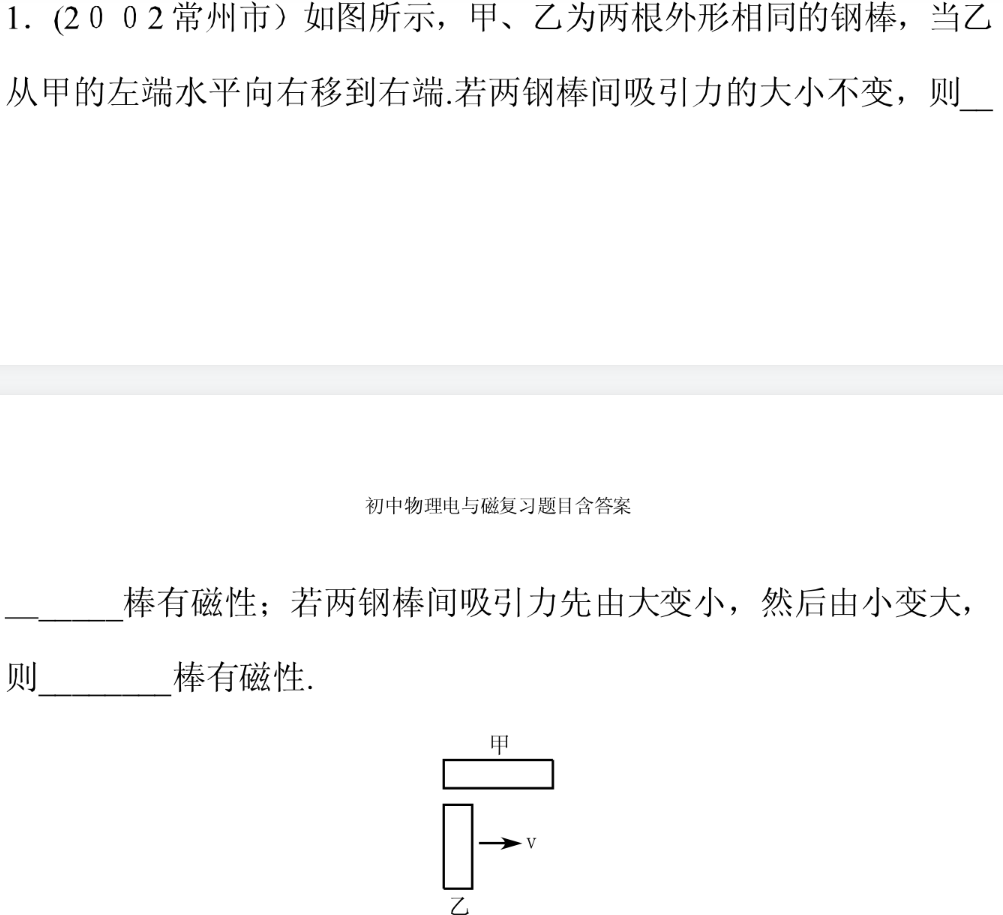 1. (2002常州市）如图所示，甲、乙为两根外形相同的钢棒，当乙
从甲的左端水平向右移到右端.若两钢棒间吸引力的大小不变，则__
初中物理电与磁复习题目含答案
_______棒有磁性；若两钢棒间吸引力先由大变小，然后由小变大，
则________棒有磁性.
甲
v
乙